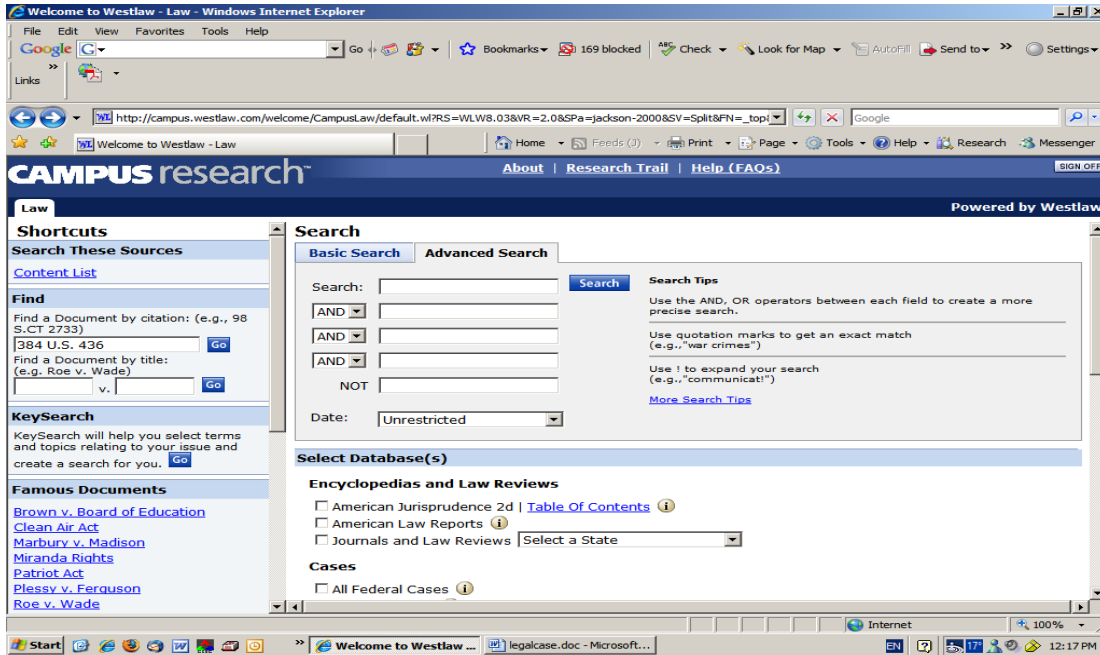 Welcome to Westlaw - Law - Windows Internet Explorer
File Edit View Favorites Tools Help
Google G Go Bookmarks 169 blocked ABC Check Look for Map AutoFill Send to » Settings
Links »
http://campus.westlaw.com/welcome/CampusLaw/default.wl?RS=WLW8.03&VR=2.0&SPa=jackson-2000&SV=Split&FN=_top& Google
WL Welcome to Westlaw - Law Home Feeds (J) Print Page Tools Help Research Messenger
CAMPUS research About | Research Trail | Help (FAQs) SIGN OFF
Law Powered by Westlaw
Shortcuts
Search These Sources
Content List
Find
Find a Document by citation: (e.g., 98
S.CT 2733)
384 U.S. 436 Go
Find a Document by title:
(e.g. Roe v. Wade)
v. Go
KeySearch
KeySearch will help you select terms
and topics relating to your issue and
create a search for you. Go
Famous Documents
Brown v. Board of Education
Clean Air Act
Marbury v. Madison
Miranda Rights
Patriot Act
Plessy v. Ferguson
Roe v. Wade
Search
Basic Search Advanced Search
Search: Search
AND
AND
AND
NOT
Date: Unrestricted
Search Tips
Use the AND, OR operators between each field to create a more
precise search.
Use quotation marks to get an exact match
(e.g.,"war crimes")
Use ! to expand your search
(e.g.,"communicat!")
More Search Tips
Select Database(s)
Encyclopedias and Law Reviews
American Jurisprudence 2d | Table Of Contents i
American Law Reports i
Journals and Law Reviews Select a State
Cases
All Federal Cases i
Internet 100%
Start » Welcome to Westlaw ... legalcase.doc - Microsoft... EN ? 17° 12:17 PM